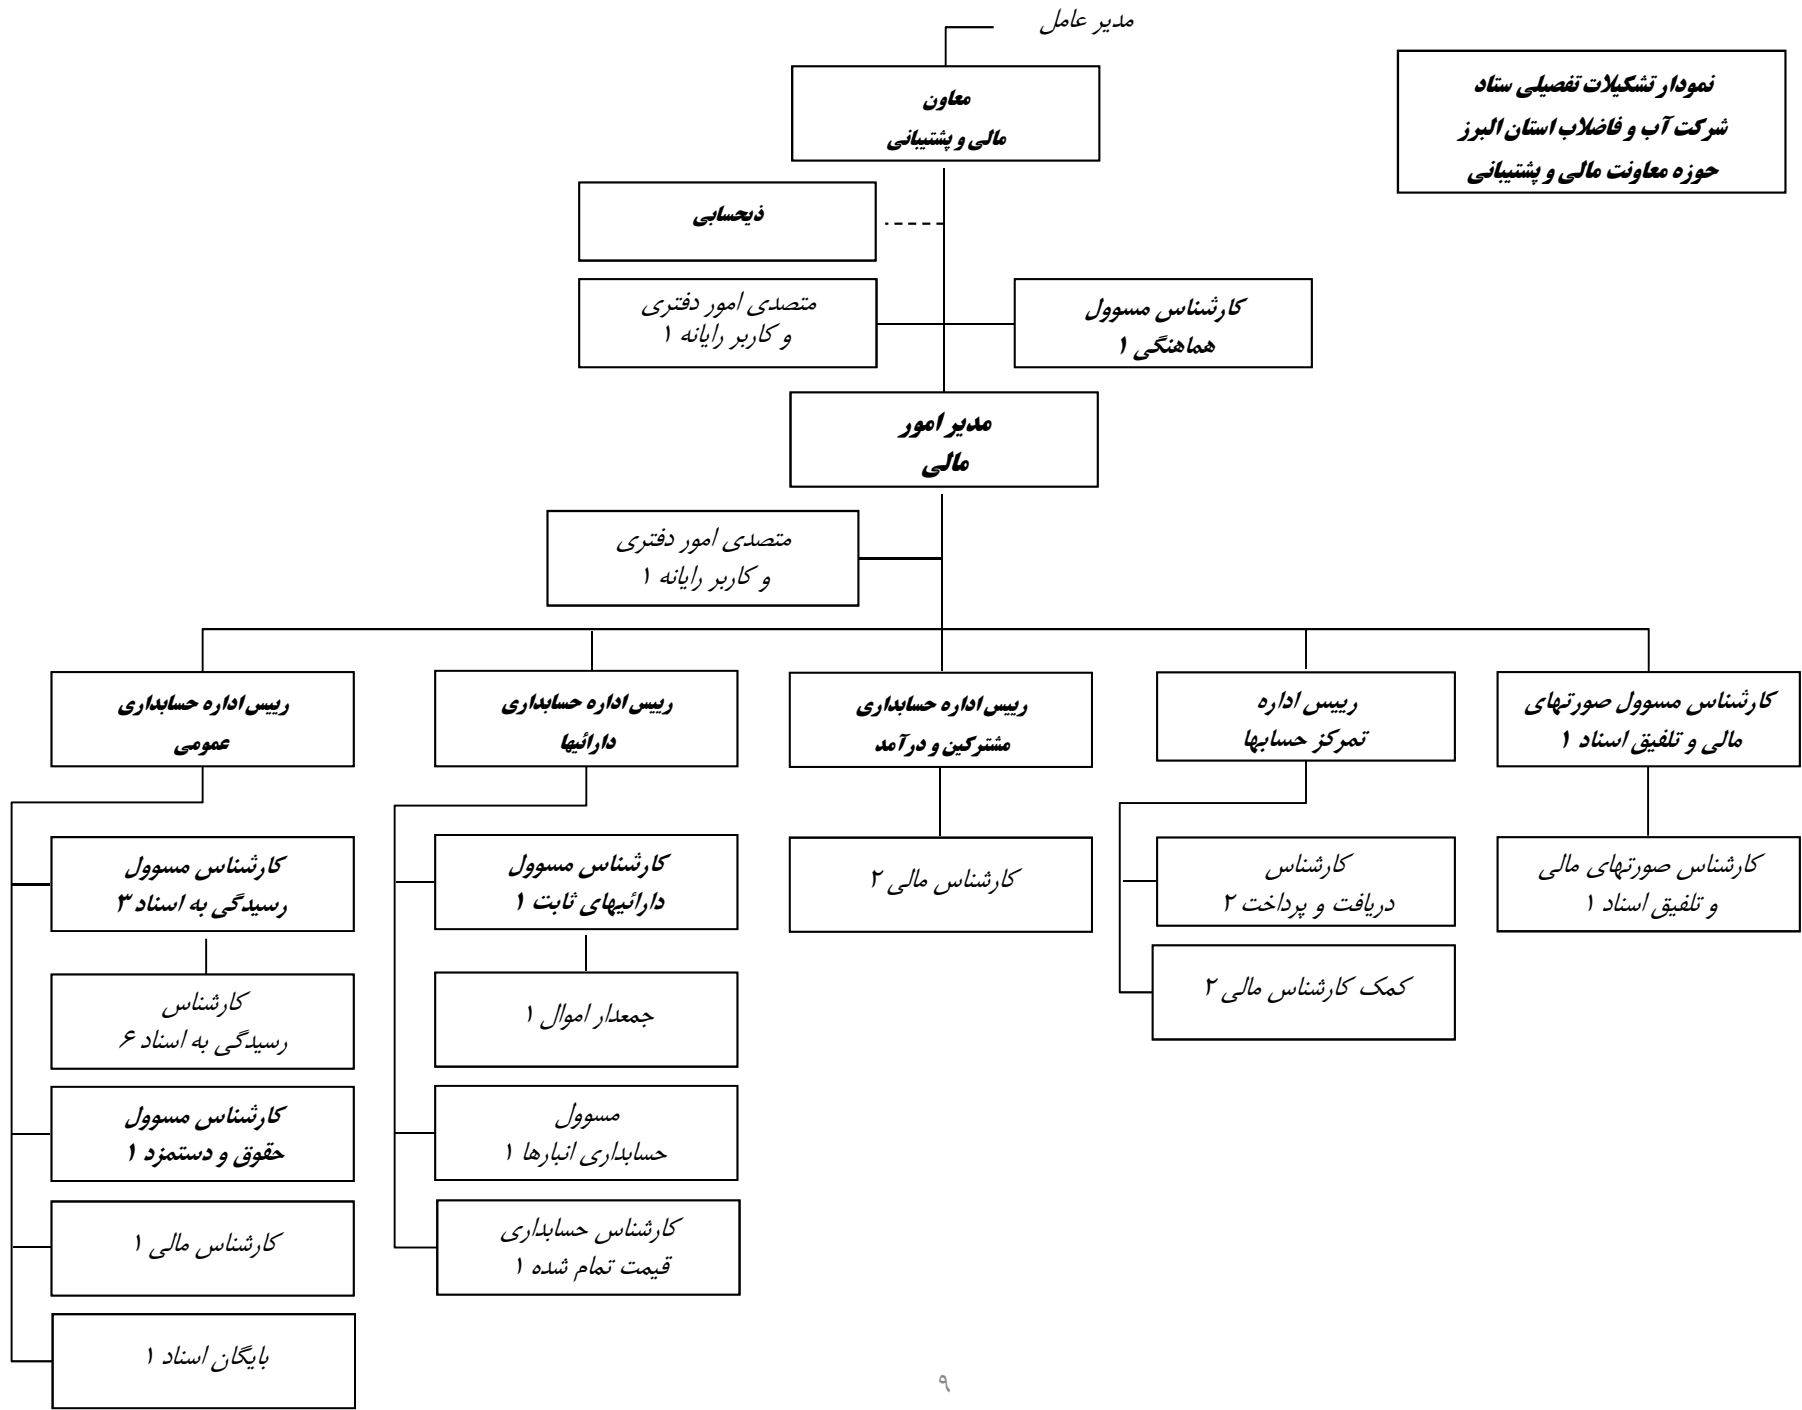 مدیر عامل
نمودار تشکیلات تفصیلی ستاد
شرکت آب و فاضلاب استان البرز
حوزه معاونت مالی و پشتیبانی
معاون
مالی و پشتیبانی
ذیحسابی
کارشناس مسوول
هماهنگی ۱
متصدی امور دفتری
و کاربر رایانه ۱
مدیر امور
مالی
متصدی امور دفتری
و کاربر رایانه ۱
کارشناس مسوول صورتهای
مالی و تلفیق اسناد ۱
کارشناس صورتهای مالی
و تلفیق اسناد ۱
رییس اداره
تمرکز حسابها
کارشناس
دریافت و پرداخت ۲
کمک کارشناس مالی ۲
رییس اداره حسابداری
مشترکین و درآمد
کارشناس مالی ۲
رییس اداره حسابداری
دارائیها
کارشناس مسوول
دارائیهای ثابت ۱
جمعدار اموال ۱
مسوول
حسابداری انبارها ۱
کارشناس حسابداری
قیمت تمام شده ۱
رییس اداره حسابداری
عمومی
کارشناس مسوول
رسیدگی به اسناد ۳
کارشناس
رسیدگی به اسناد ۶
کارشناس مسوول
حقوق و دستمزد ۱
کارشناس مالی ۱
بایگان اسناد ۱
۹